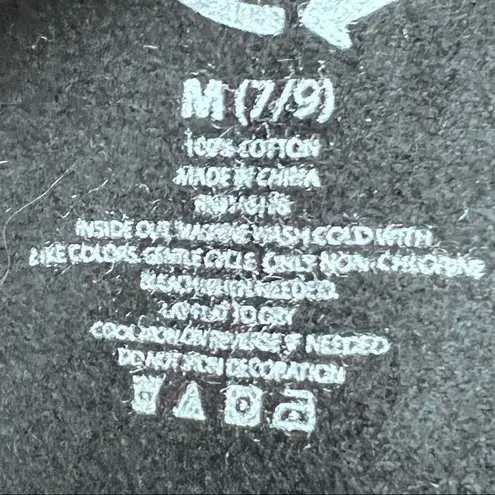 M (7/9)
100% COTTON
MADE IN CHINA
INSIDE OUT, MACHINE WASH COLD WITH
LIKE COLORS. GENTLE CYCLE. ONLY NON-CHLORINE
BLEACH WHEN NEEDED.
LAY FLAT TO DRY
COOL IRON ON REVERSE IF NEEDED
DO NOT IRON DECORATION